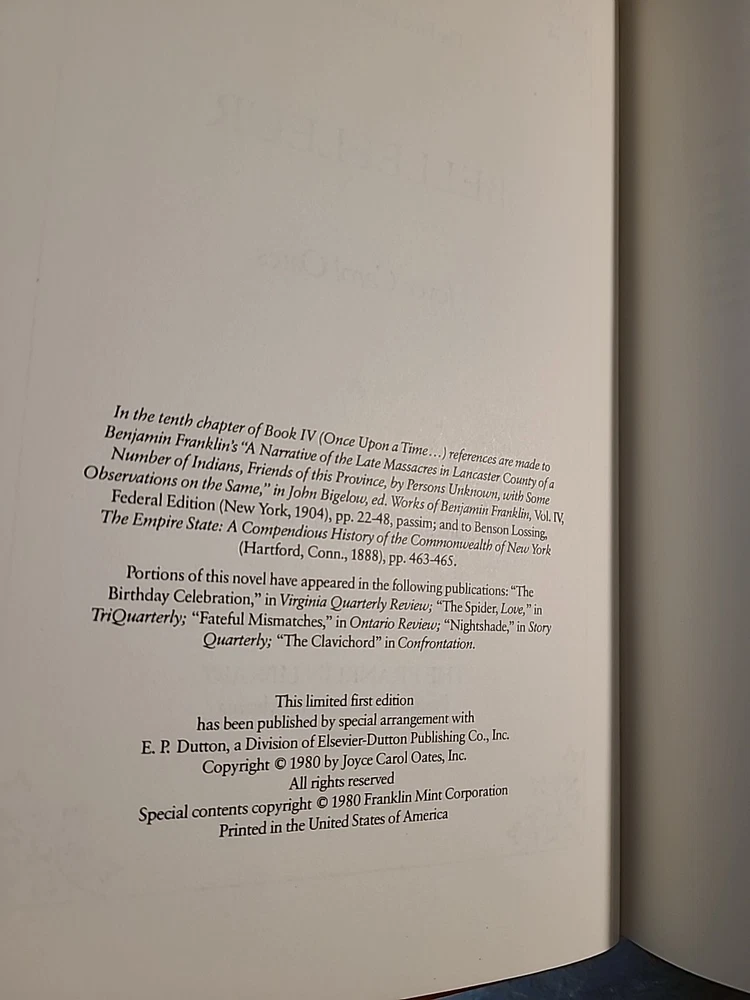 In the tenth chapter of Book IV (Once Upon a Time...) references are made to
Benjamin Franklin's "A Narrative of the Late Massacres in Lancaster County of a
Number of Indians, Friends of this Province, by Persons Unknown, with Some
Observations on the Same," in John Bigelow, ed. Works of Benjamin Franklin, Vol. IV,
Federal Edition (New York, 1904), pp. 22-48, passim; and to Benson Lossing,
The Empire State: A Compendious History of the Commonwealth of New York
(Hartford, Conn., 1888), pp. 463-465.
Portions of this novel have appeared in the following publications: "The
Birthday Celebration," in Virginia Quarterly Review; "The Spider, Love," in
TriQuarterly; "Fateful Mismatches," in Ontario Review; "Nightshade," in Story
Quarterly; "The Clavichord" in Confrontation.
This limited first edition
has been published by special arrangement with
E. P. Dutton, a Division of Elsevier-Dutton Publishing Co., Inc.
Copyright © 1980 by Joyce Carol Oates, Inc.
All rights reserved
Special contents copyright © 1980 Franklin Mint Corporation
Printed in the United States of America